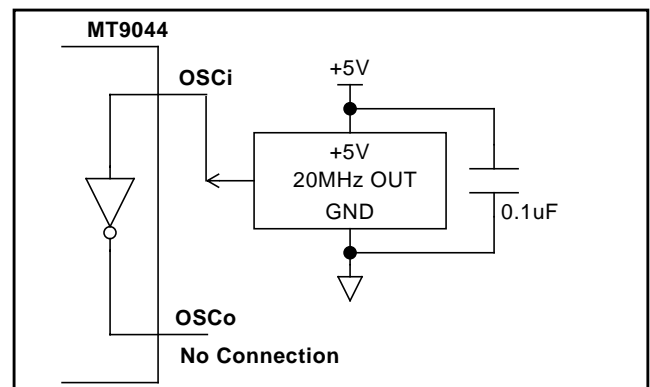 MT9044
OSCi
+5V
+5V
20MHz OUT
GND
0.1uF
OSCo
No Connection